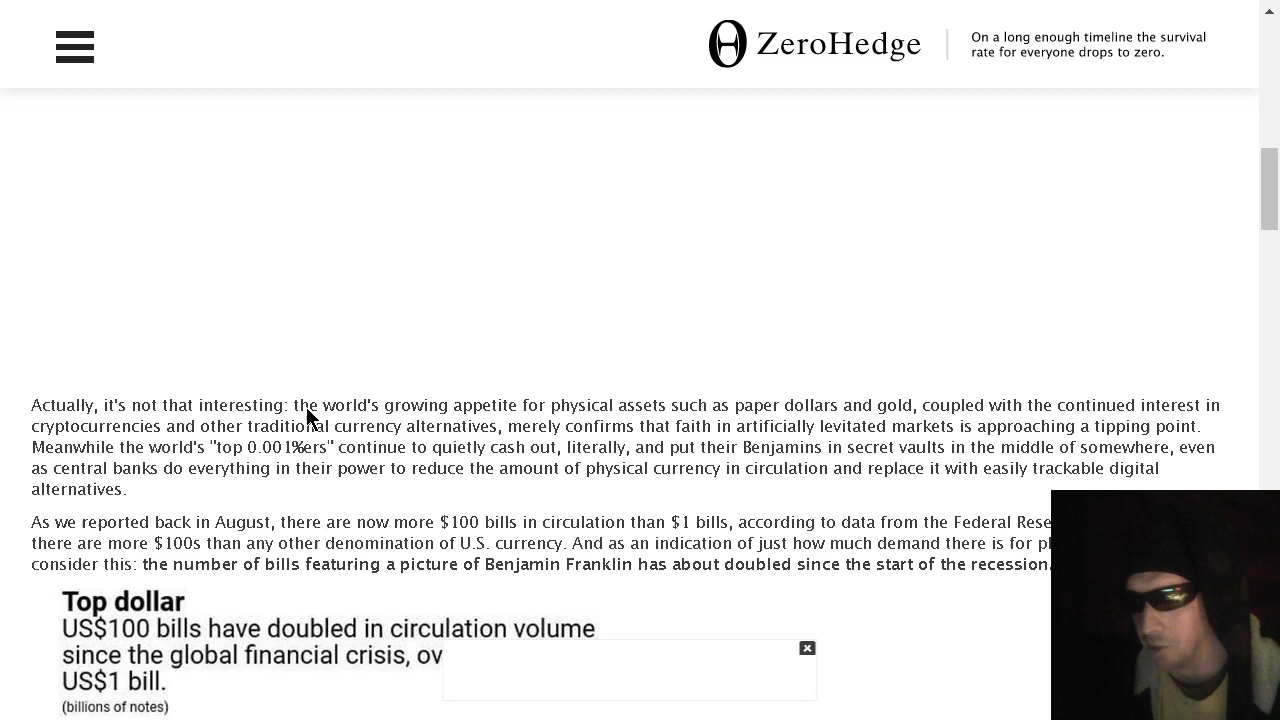 ZeroHedge
On a long enough timeline the survival
rate for everyone drops to zero.
Actually, it's not that interesting: the world's growing appetite for physical assets such as paper dollars and gold, coupled with the continued interest in
cryptocurrencies and other traditional currency alternatives, merely confirms that faith in artificially levitated markets is approaching a tipping point.
Meanwhile the world's "top 0.001%ers" continue to quietly cash out, literally, and put their Benjamins in secret vaults in the middle of somewhere, even
as central banks do everything in their power to reduce the amount of physical currency in circulation and replace it with easily trackable digital
alternatives.
As we reported back in August, there are now more $100 bills in circulation than $1 bills, according to data from the Federal
there are more $100s than any other denomination of U.S. currency. And as an indication of just how much demand there is for
consider this: the number of bills featuring a picture of Benjamin Franklin has about doubled since the start of the recession.
Top dollar
US$100 bills have doubled in circulation volume
since the global financial crisis,
US$1 bill.
(billions of notes)